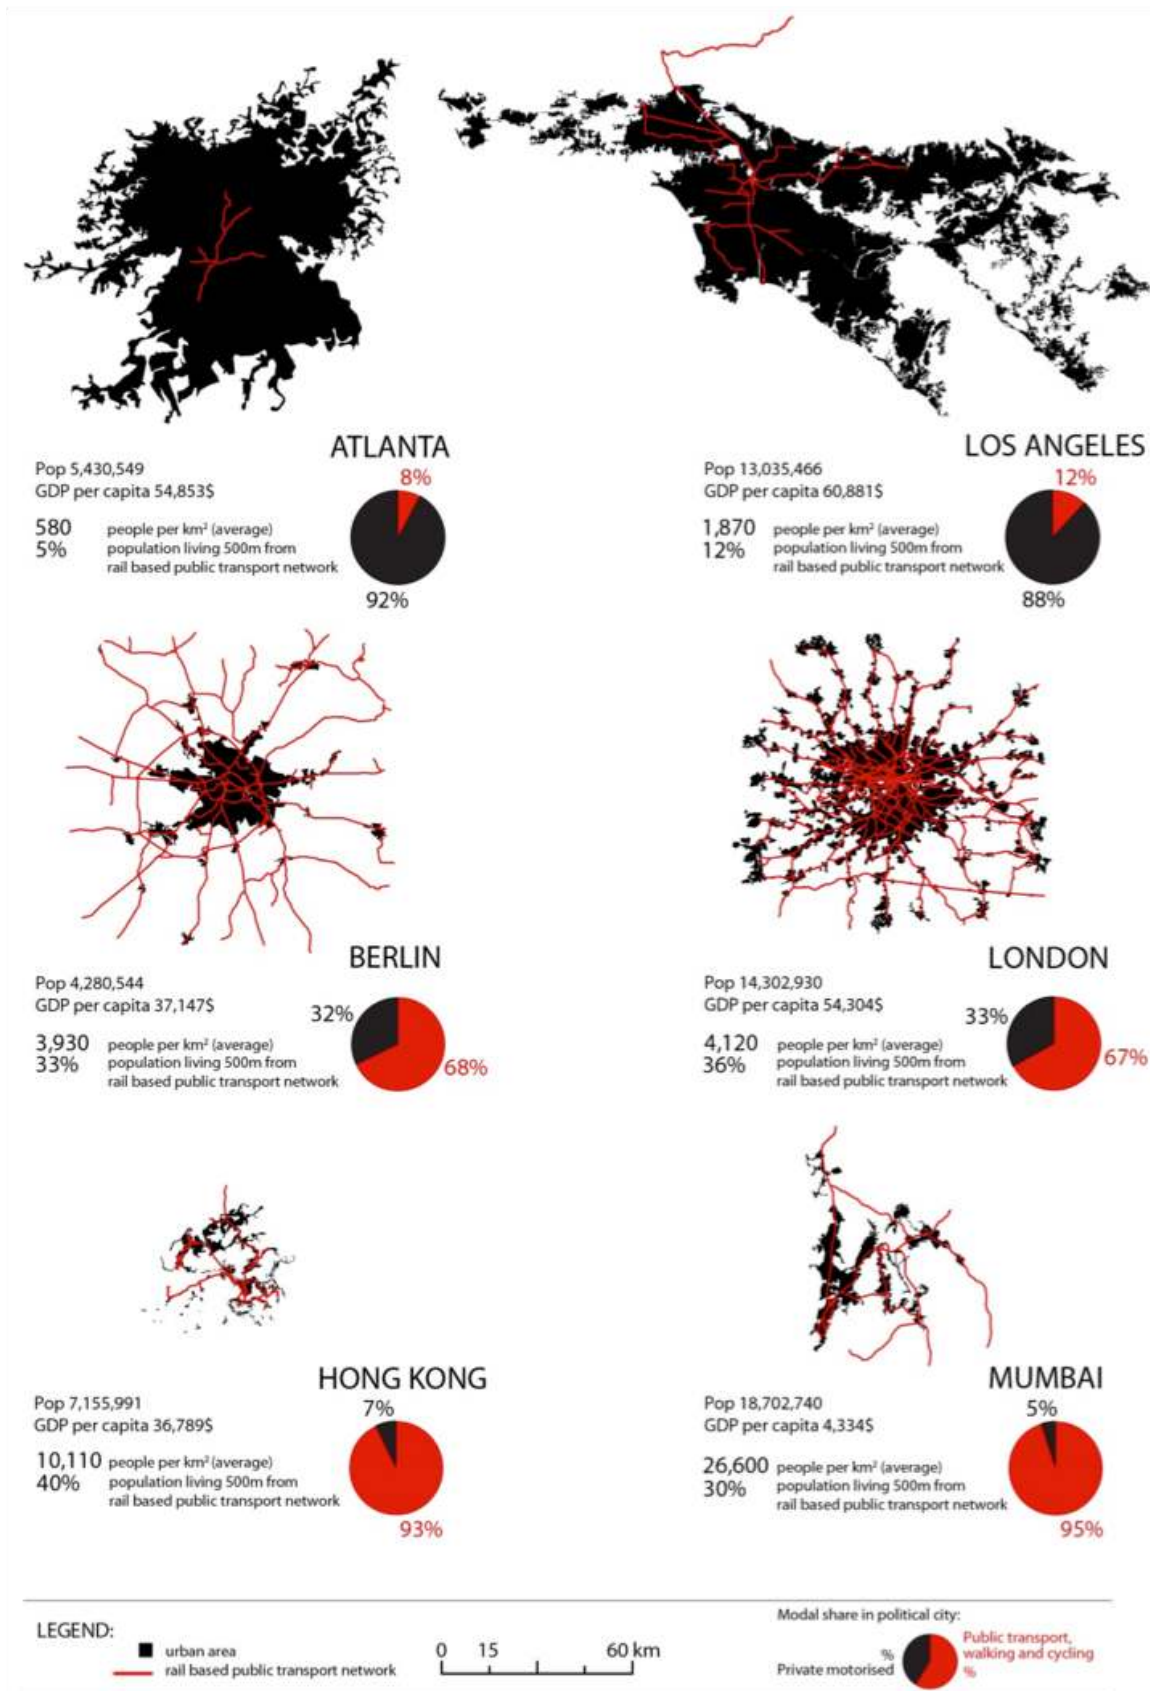 ATLANTA
Pop 5,430,549
GDP per capita 54,853$
8%
580 people per km² (average)
5% population living 500m from
rail based public transport network
92%
LOS ANGELES
Pop 13,035,466
GDP per capita 60,881$
12%
1,870 people per km² (average)
12% population living 500m from
rail based public transport network
88%
BERLIN
Pop 4,280,544
GDP per capita 37,147$
32%
3,930 people per km² (average)
33% population living 500m from
rail based public transport network
68%
LONDON
Pop 14,302,930
GDP per capita 54,304$
33%
4,120 people per km² (average)
36% population living 500m from
rail based public transport network
67%
HONG KONG
Pop 7,155,991
7%
GDP per capita 36,789$
10,110 people per km² (average)
40% population living 500m from
rail based public transport network
93%
MUMBAI
Pop 18,702,740
5%
GDP per capita 4,334$
26,600 people per km² (average)
30% population living 500m from
rail based public transport network
95%
LEGEND:
urban area
rail based public transport network
0 15 60 km
Modal share in political city:
%
Private motorised
Public transport,
walking and cycling
%